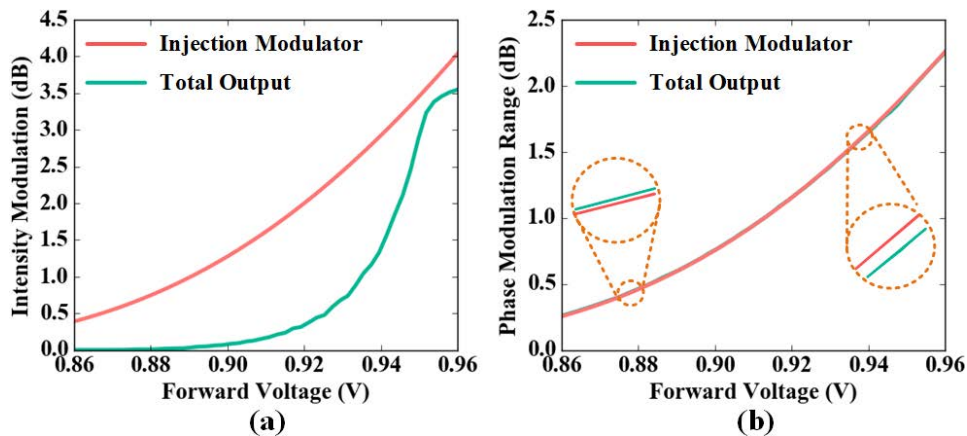 4.5
4.0
3.5
3.0
2.5
2.0
1.5
1.0
0.5
0.0
Intensity Modulation (dB)
Injection Modulator
Total Output
0.86 0.88 0.90 0.92 0.94 0.96
Forward Voltage (V)
(a)
2.5
2.0
1.5
1.0
0.5
0.0
Phase Modulation Range (dB)
Injection Modulator
Total Output
0.86 0.88 0.90 0.92 0.94 0.96
Forward Voltage (V)
(b)